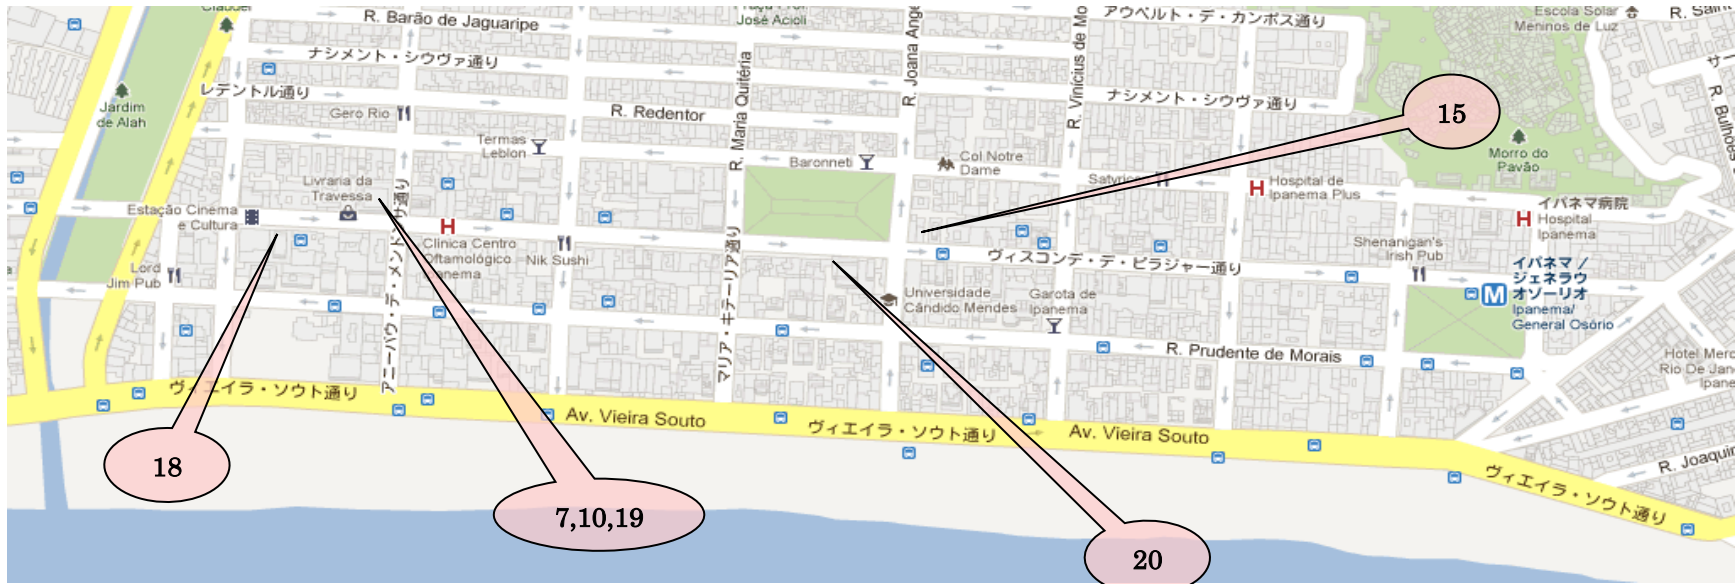 Claudel
R. Barão de Jaguaripe
José Acioli
アウベルト・デ・カンポス通り
Escola Solar
Meninos de Luz
ナシメント・シウヴァ通り
レデントル通り
Jardim
de Alah
Gero Rio
R. Redentor
R. Maria Quitéria
R. Joana Ange
R. Vinicius de Mo
ナシメント・シウヴァ通り
15
R. Bulhõe
Termas
Leblon
Baronneti
Col Notre
Dame
Satyrico
Morro do
Pavão
Hospital de
Ipanema Plus
Livraria da
Travessa
Estação Cinema
e Cultura
イパネマ病院
Hospital
Ipanema
Clínica Centro
Oftamológico
Nik Sushi
ヴィスコンデ・デ・ピラジャー通り
Shenanigan's
Irish Pub
Lord
Jim Pub
アニーバウ・デ・メンドンサ通り
マリア・キテーリア通り
Universidade
Cândido Mendes
Garota de
Ipanema
イパネマ /
ジェネラウ
オゾーリオ
Ipanema/
General Osório
R. Prudente de Morais
Hotel Merc
Rio De Jan
Ipane
ヴィエイラ・ソウト通り
Av. Vieira Souto
ヴィエイラ・ソウト通り
Av. Vieira Souto
ヴィエイラ・ソウト通り
R. Joaquir
18
7,10,19
20